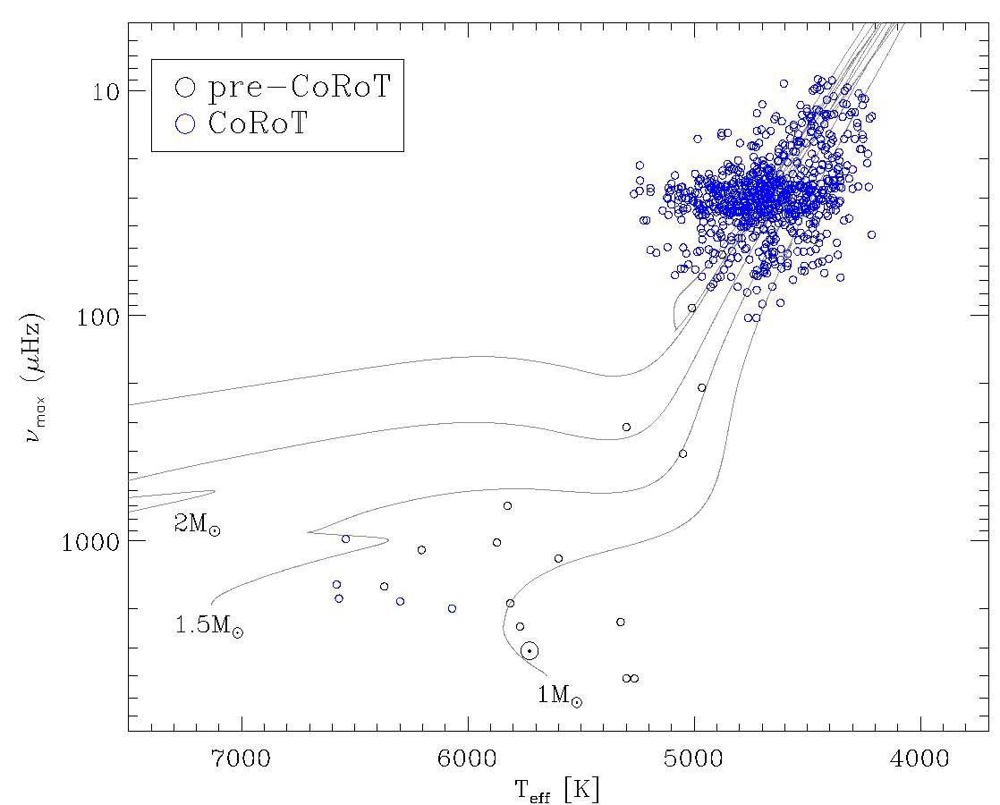 pre-CoRoT
CoRoT
10
100
1000
ν_max (μHz)
2M⊙
1.5M⊙
1M⊙
7000 6000 5000 4000
T_eff [K]